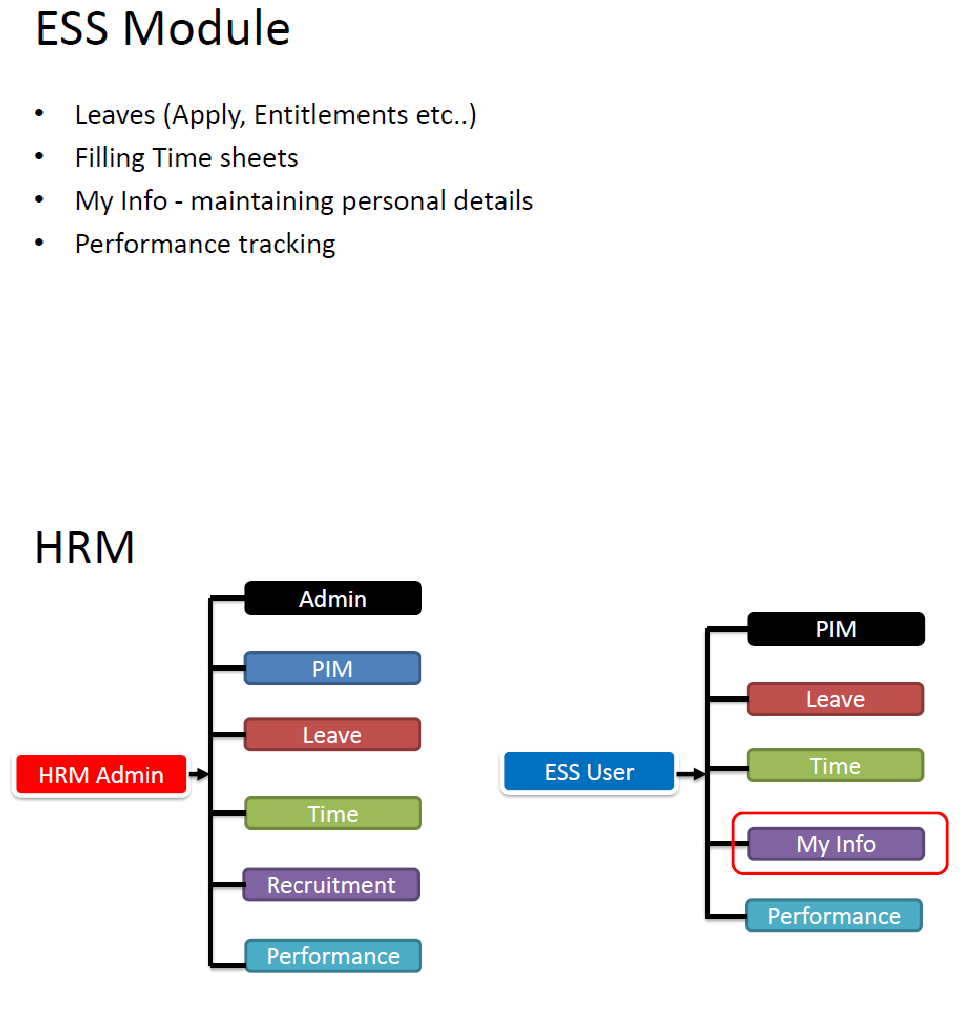 ESS Module
• Leaves (Apply, Entitlements etc..)
• Filling Time sheets
• My Info - maintaining personal details
• Performance tracking
HRM
HRM Admin
Admin
PIM
Leave
Time
Recruitment
Performance
ESS User
PIM
Leave
Time
My Info
Performance